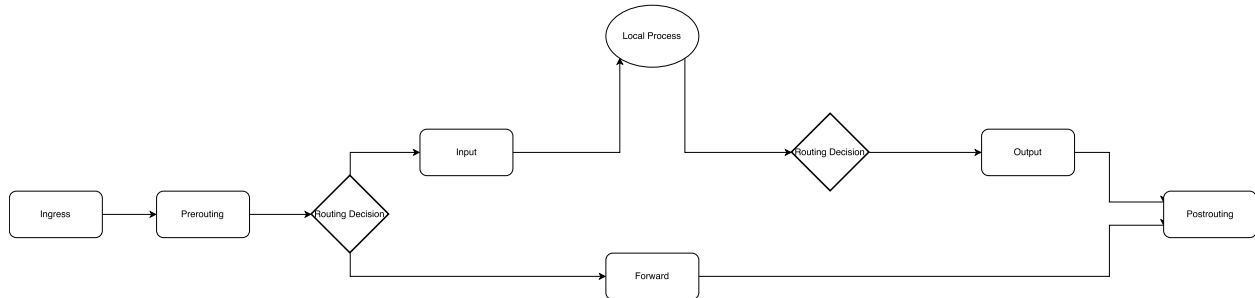 Local Process
Input
Routing Decision
Output
Ingress
Prerouting
Routing Decision
Postrouting
Forward